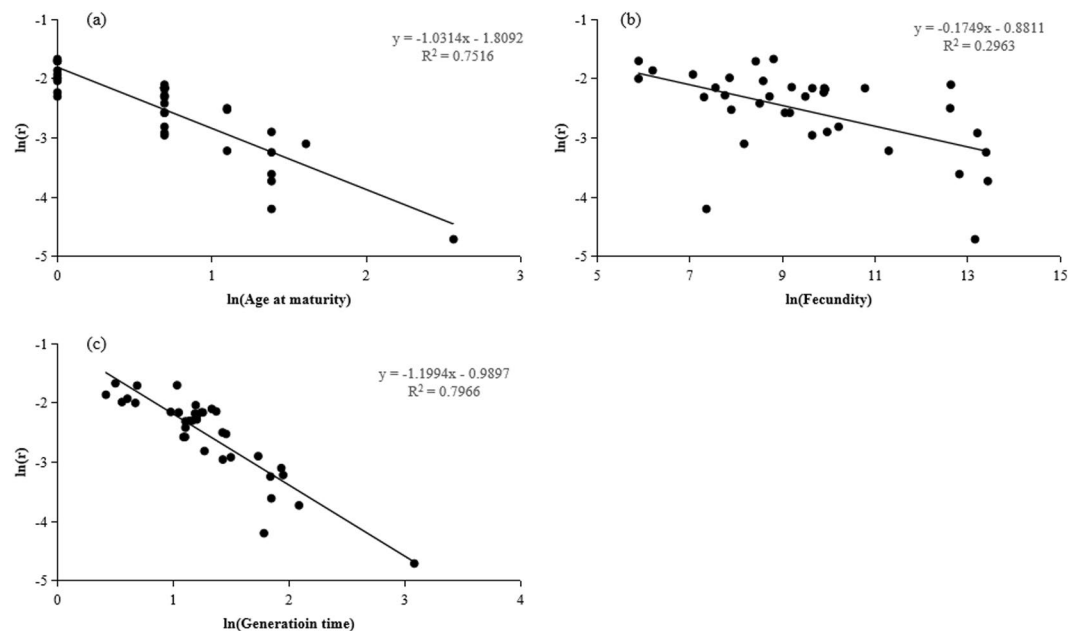 (a)
y = -1.0314x - 1.8092
R² = 0.7516
-1
-2
-3
-4
-5
0 1 2 3
ln(r)
ln(Age at maturity)
(b)
y = -0.1749x - 0.8811
R² = 0.2963
-1
-2
-3
-4
-5
5 7 9 11 13 15
ln(r)
ln(Fecundity)
(c)
y = -1.1994x - 0.9897
R² = 0.7966
-1
-2
-3
-4
-5
0 1 2 3 4
ln(r)
ln(Generatioin time)